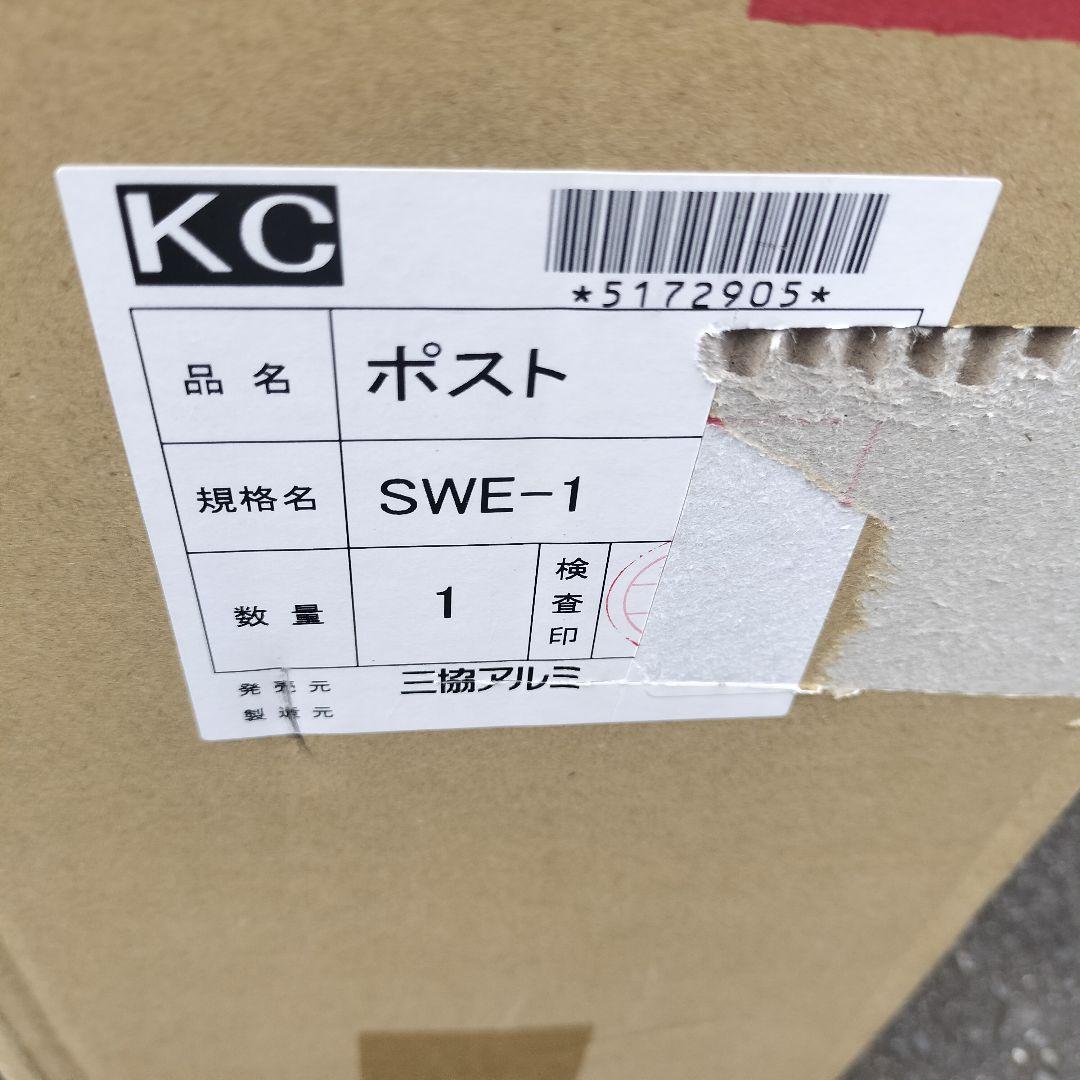 KC
*5172905*
品名 ポスト
規格名 SWE-1
数量 1 検査印
発売元 三協アルミ
製造元